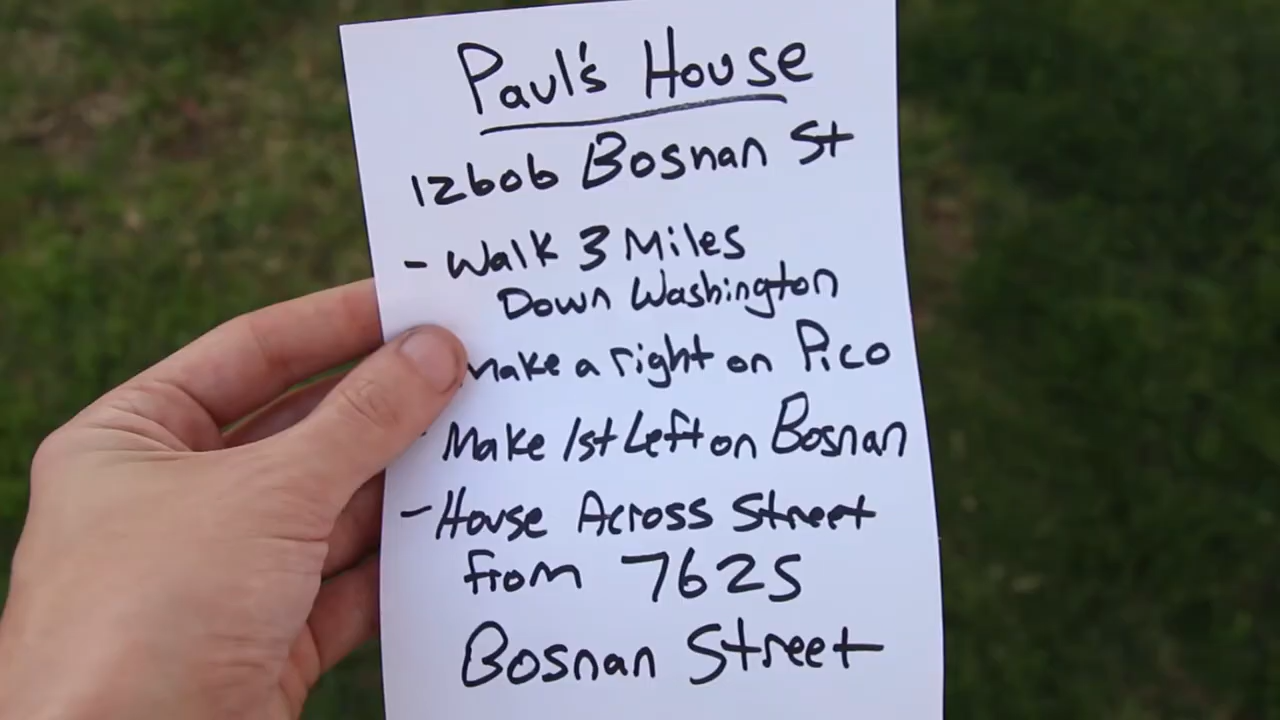 Paul's House
12606 Bosnan St
- Walk 3 Miles
Down Washington
make a right on Pico
- Make 1st Left on Bosnan
- House Across Street
from 7625
Bosnan Street